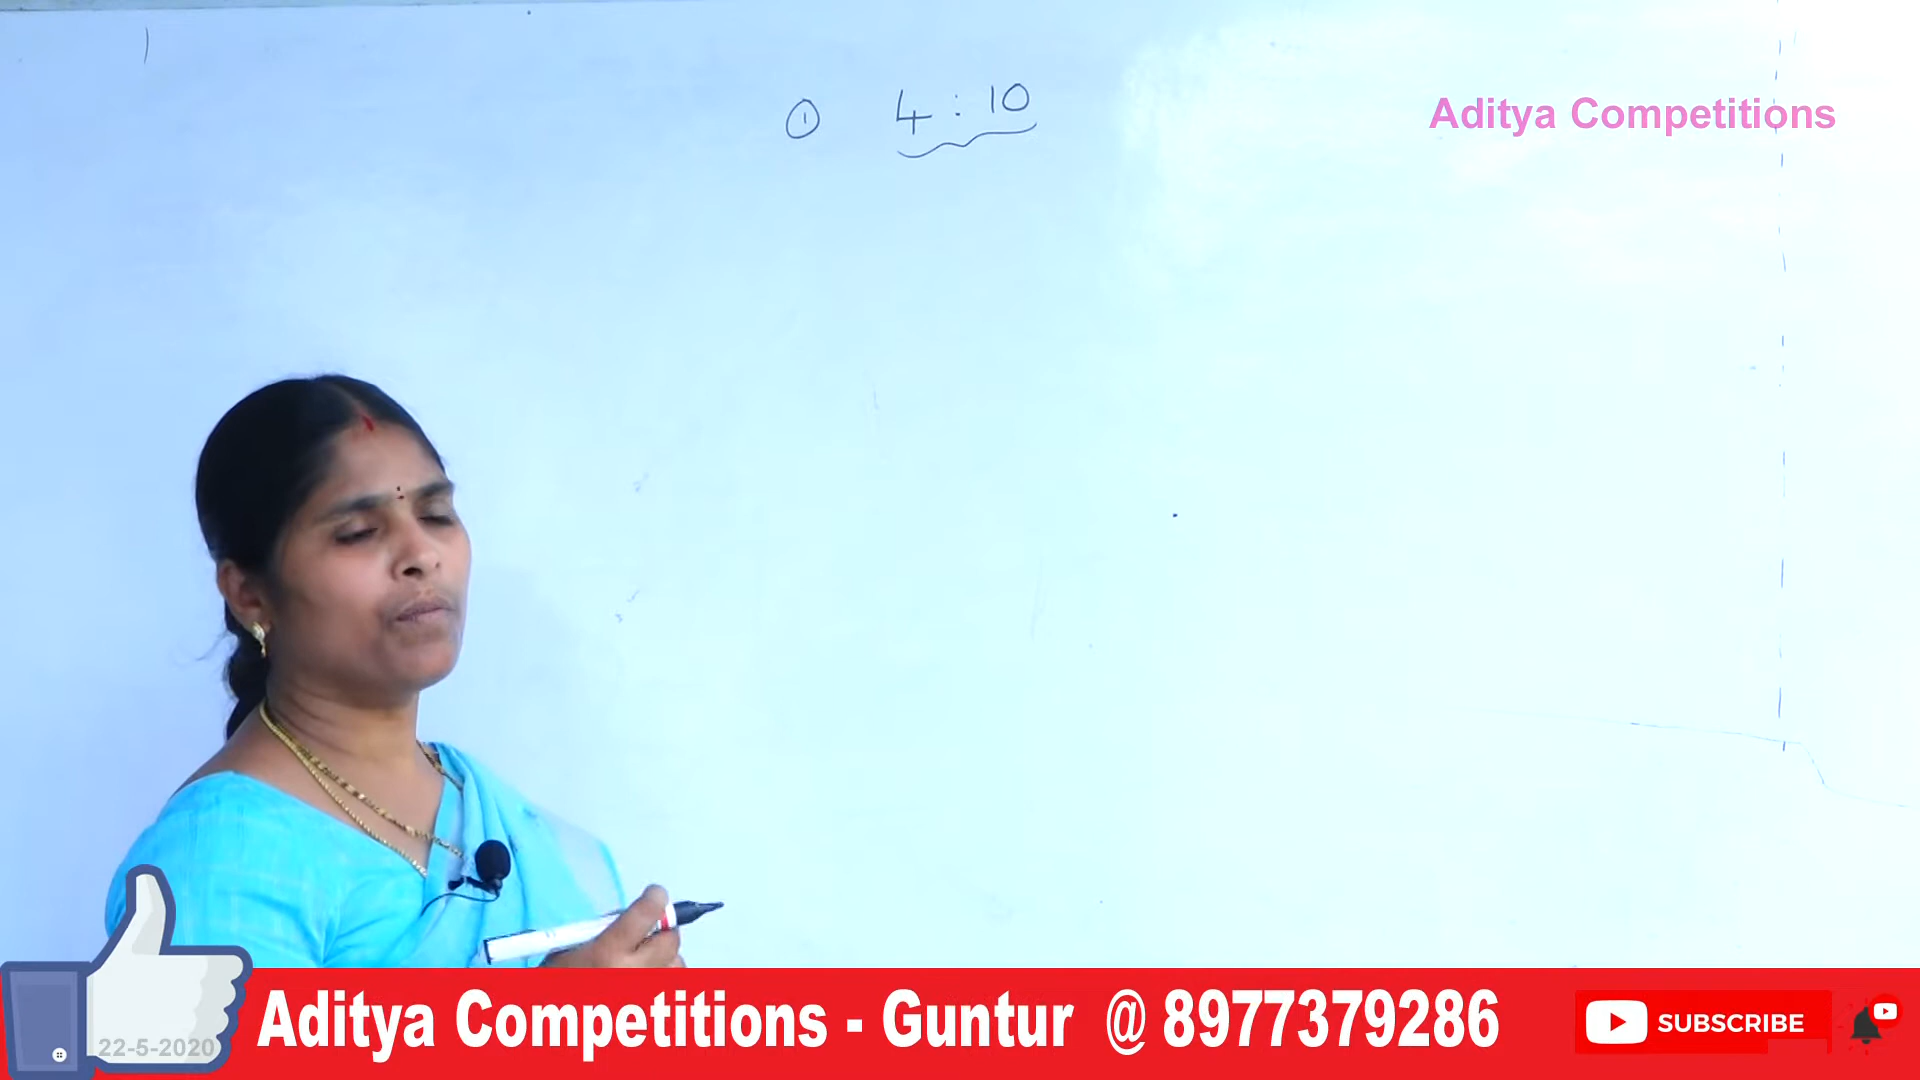 ① 4 : 10
Aditya Competitions
22-5-2020
Aditya Competitions - Guntur @ 8977379286
SUBSCRIBE